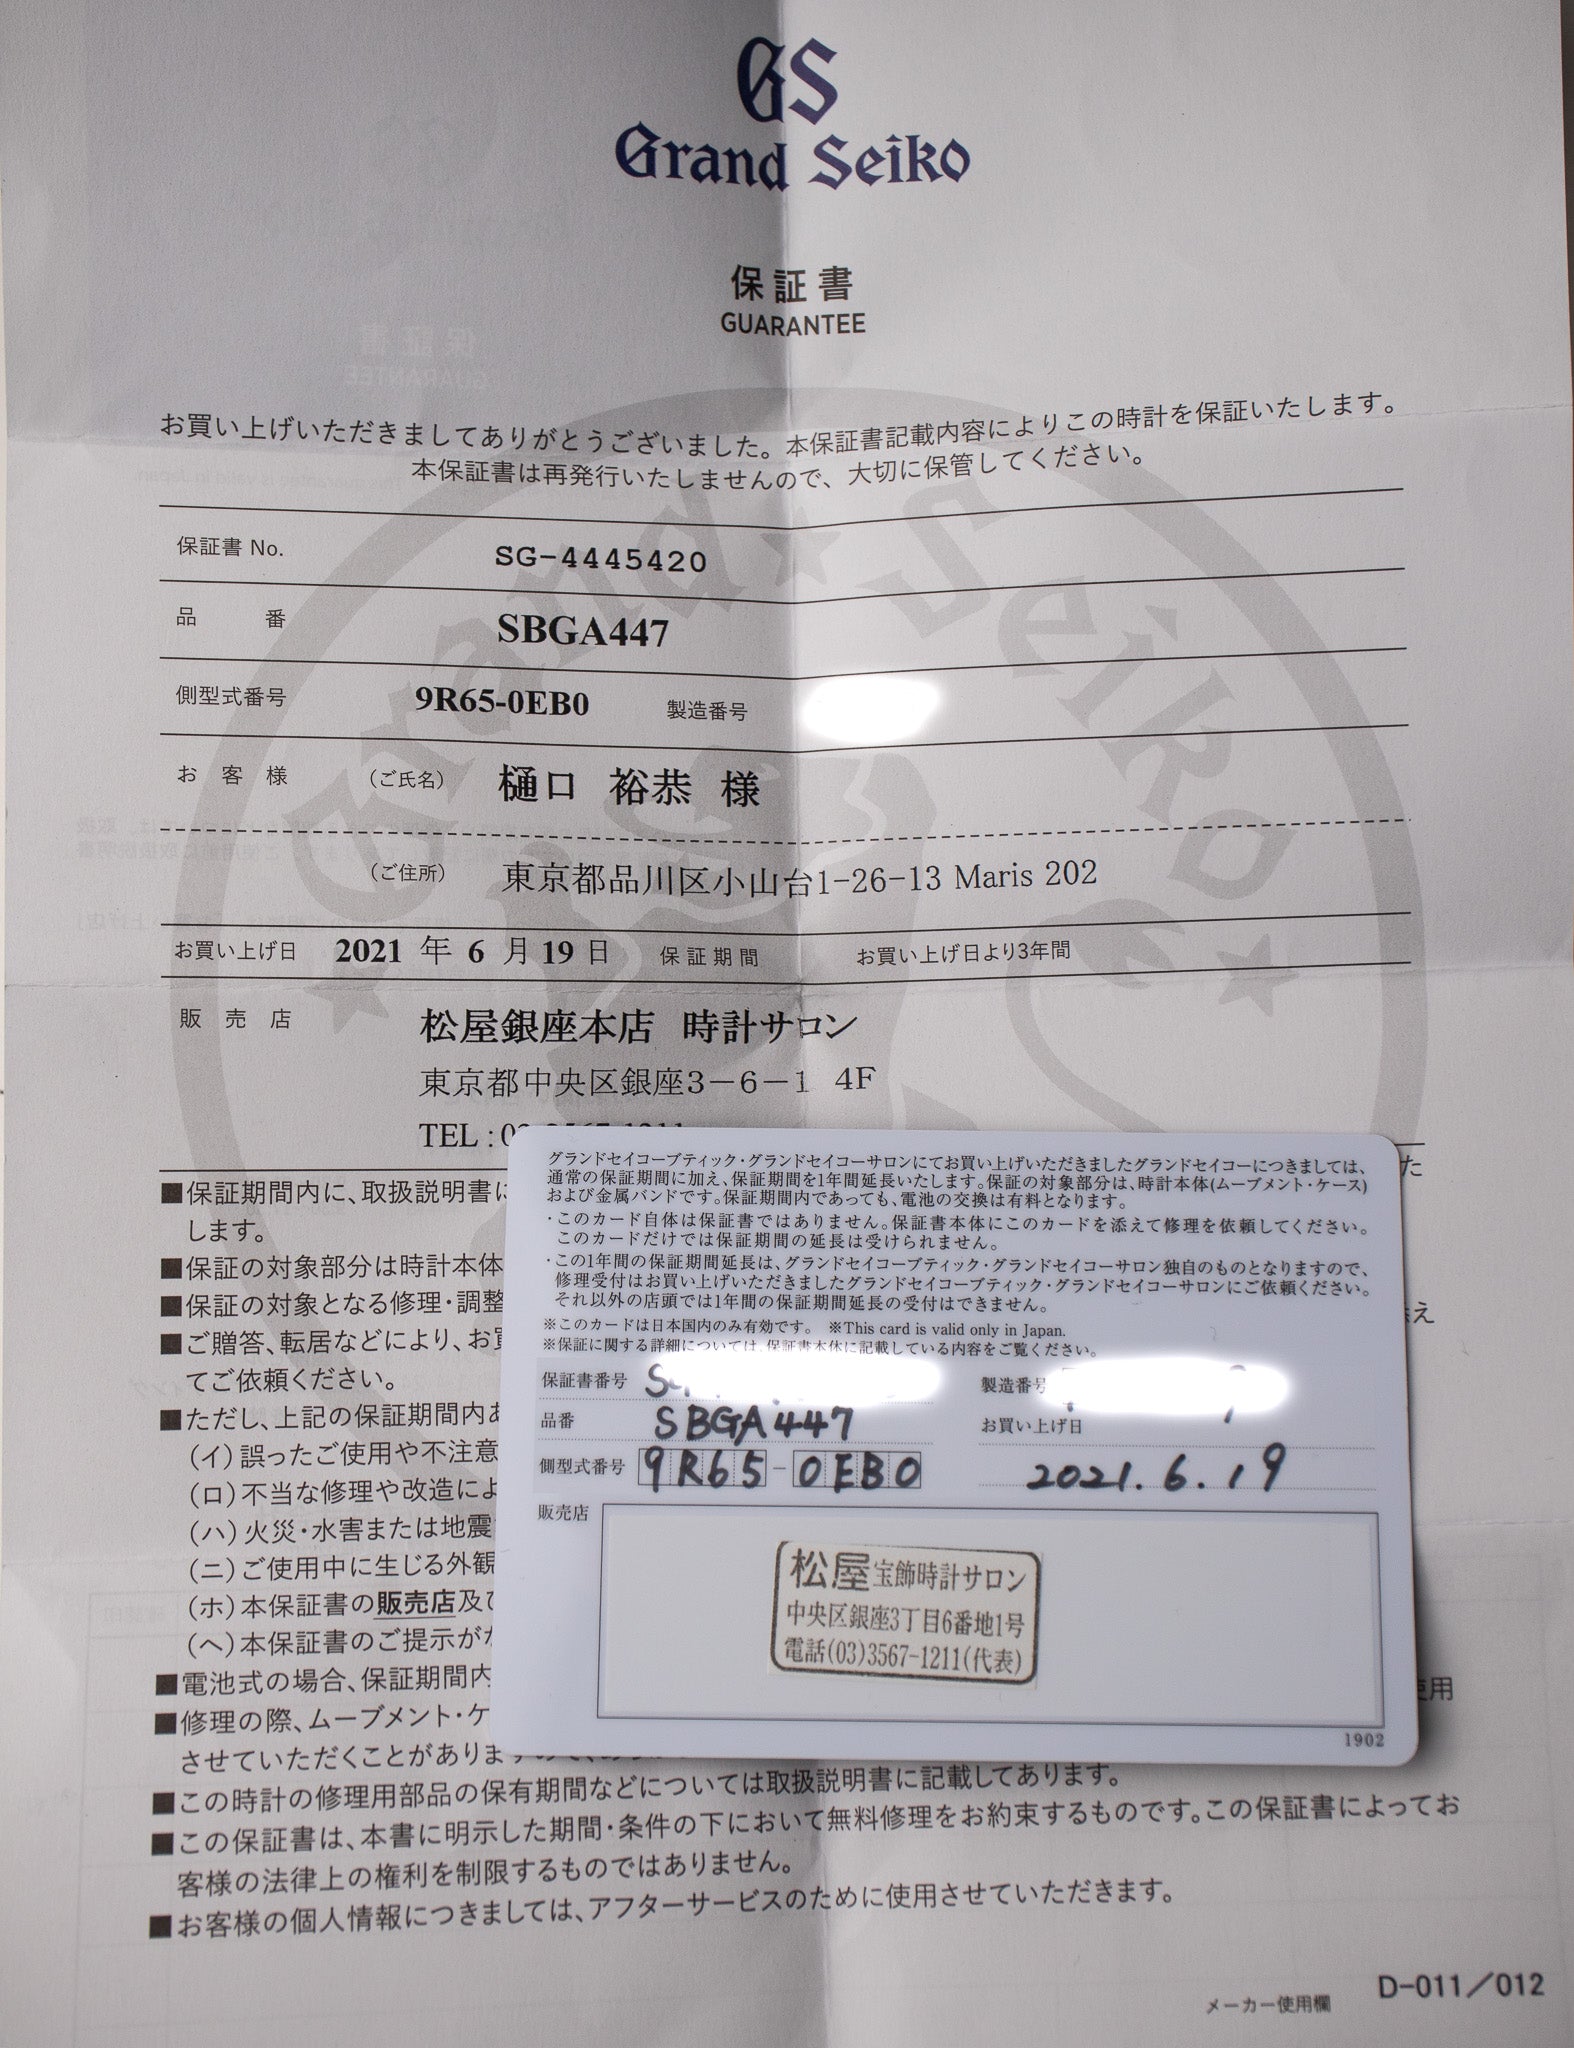 GS
Grand Seiko
保証書
GUARANTEE
お買い上げいただきましてありがとうございました。本保証書記載内容によりこの時計を保証いたします。
本保証書は再発行いたしませんので、大切に保管してください。
保証書 No. SG-4445420
品 番 SBGA447
側型式番号 9R65-0EB0 製造番号
お 客 様 (ご氏名) 樋口 裕恭 様
(ご住所) 東京都品川区小山台1-26-13 Maris 202
お買い上げ日 2021 年 6 月 19 日 保証期間 お買い上げ日より3年間
販 売 店 松屋銀座本店 時計サロン
東京都中央区銀座3-6-1 4F
TEL :
■保証期間内に、取扱説明書に
します。
■保証の対象部分は時計本体
■保証の対象となる修理・調整
■ご贈答、転居などにより、お買
てご依頼ください。
■ただし、上記の保証期間内
(イ)誤ったご使用や不注意
(ロ)不当な修理や改造によ
(ハ)火災・水害または地震
(ニ)ご使用中に生じる外観
(ホ)本保証書の販売店及び
(ヘ)本保証書のご提示がな
■電池式の場合、保証期間内
使用
■修理の際、ムーブメント・ケ
させていただくことがありま
■この時計の修理用部品の保有期間などについては取扱説明書に記載してあります。
■この保証書は、本書に明示した期間・条件の下において無料修理をお約束するものです。この保証書によってお
客様の法律上の権利を制限するものではありません。
■お客様の個人情報につきましては、アフターサービスのために使用させていただきます。
メーカー使用欄 D-011/012
グランドセイコーブティック・グランドセイコーサロンにてお買い上げいただきましたグランドセイコーにつきましては、
通常の保証期間に加え、保証期間を1年間延長いたします。保証の対象部分は、時計本体(ムーブメント・ケース)
および金属バンドです。保証期間内であっても、電池の交換は有料となります。
・このカード自体は保証書ではありません。保証書本体にこのカードを添えて修理を依頼してください。
このカードだけでは保証期間の延長は受けられません。
・この1年間の保証期間延長は、グランドセイコーブティック・グランドセイコーサロン独自のものとなりますので、
修理受付はお買い上げいただきましたグランドセイコーブティック・グランドセイコーサロンにご依頼ください。
それ以外の店頭では1年間の保証期間延長の受付はできません。
※このカードは日本国内のみ有効です。 ※This card is valid only in Japan.
※保証に関する詳細については、保証書本体に記載している内容をご覧ください。
保証書番号 製造番号
品番 SBGA447 お買い上げ日
側型式番号 9R65-0EB0 2021.6.19
販売店
松屋宝飾時計サロン
中央区銀座3丁目6番地1号
電話(03)3567-1211(代表)
1902